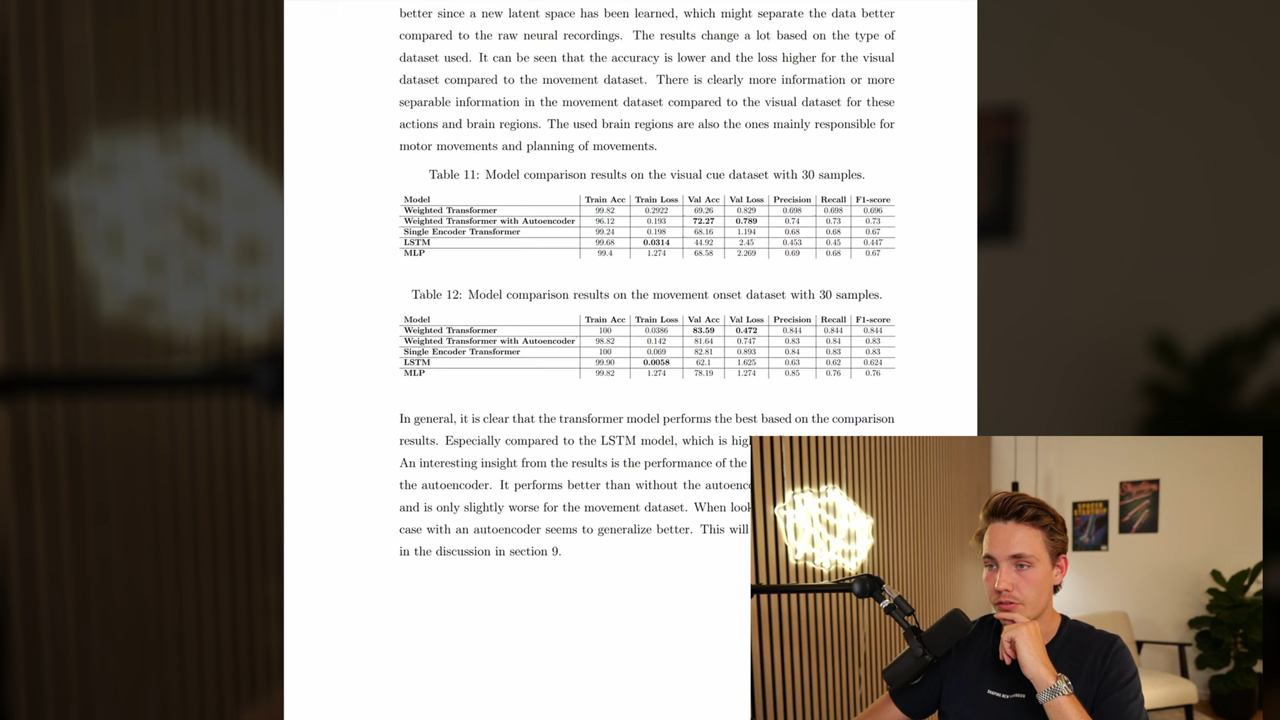 better since a new latent space has been learned, which might separate the data better
compared to the raw neural recordings. The results change a lot based on the type of
dataset used. It can be seen that the accuracy is lower and the loss higher for the visual
dataset compared to the movement dataset. There is clearly more information or more
separable information in the movement dataset compared to the visual dataset for these
actions and brain regions. The used brain regions are also the ones mainly responsible for
motor movements and planning of movements.
Table 11: Model comparison results on the visual cue dataset with 30 samples.
Model Train Acc Train Loss Val Acc Val Loss Precision Recall F1-score
Weighted Transformer 99.82 0.2922 69.26 0.829 0.698 0.698 0.696
Weighted Transformer with Autoencoder 96.12 0.193 72.27 0.789 0.74 0.73 0.73
Single Encoder Transformer 99.24 0.198 68.16 1.194 0.68 0.68 0.67
LSTM 99.68 0.0314 44.92 2.45 0.453 0.45 0.447
MLP 99.4 1.274 68.58 2.269 0.69 0.68 0.67
Table 12: Model comparison results on the movement onset dataset with 30 samples.
Model Train Acc Train Loss Val Acc Val Loss Precision Recall F1-score
Weighted Transformer 100 0.0386 83.59 0.472 0.844 0.844 0.844
Weighted Transformer with Autoencoder 98.82 0.142 81.64 0.747 0.83 0.84 0.83
Single Encoder Transformer 100 0.069 82.81 0.893 0.84 0.83 0.83
LSTM 99.90 0.0058 62.1 1.625 0.63 0.62 0.624
MLP 99.82 1.274 78.19 1.274 0.85 0.76 0.76
In general, it is clear that the transformer model performs the best based on the comparison
results. Especially compared to the LSTM model, which is hig
An interesting insight from the results is the performance of the
the autoencoder. It performs better than without the autoenc
and is only slightly worse for the movement dataset. When loo
case with an autoencoder seems to generalize better. This will
in the discussion in section 9.
SPACEX
STARSHIP